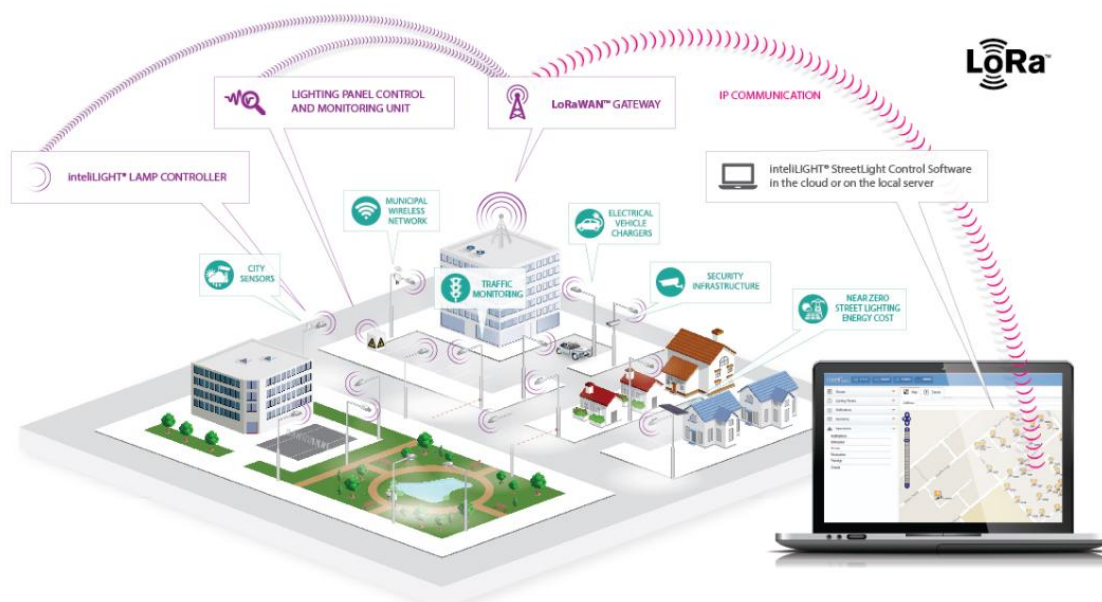 LoRa™
LIGHTING PANEL CONTROL
AND MONITORING UNIT
LoRaWAN™ GATEWAY
IP COMMUNICATION
inteliLIGHT® LAMP CONTROLLER
inteliLIGHT® StreetLight Control Software
in the cloud or on the local server
MUNICIPAL
WIRELESS
NETWORK
ELECTRICAL
VEHICLE
CHARGERS
CITY
SENSORS
TRAFFIC
MONITORING
SECURITY
INFRASTRUCTURE
NEAR ZERO
STREET LIGHTING
ENERGY COST